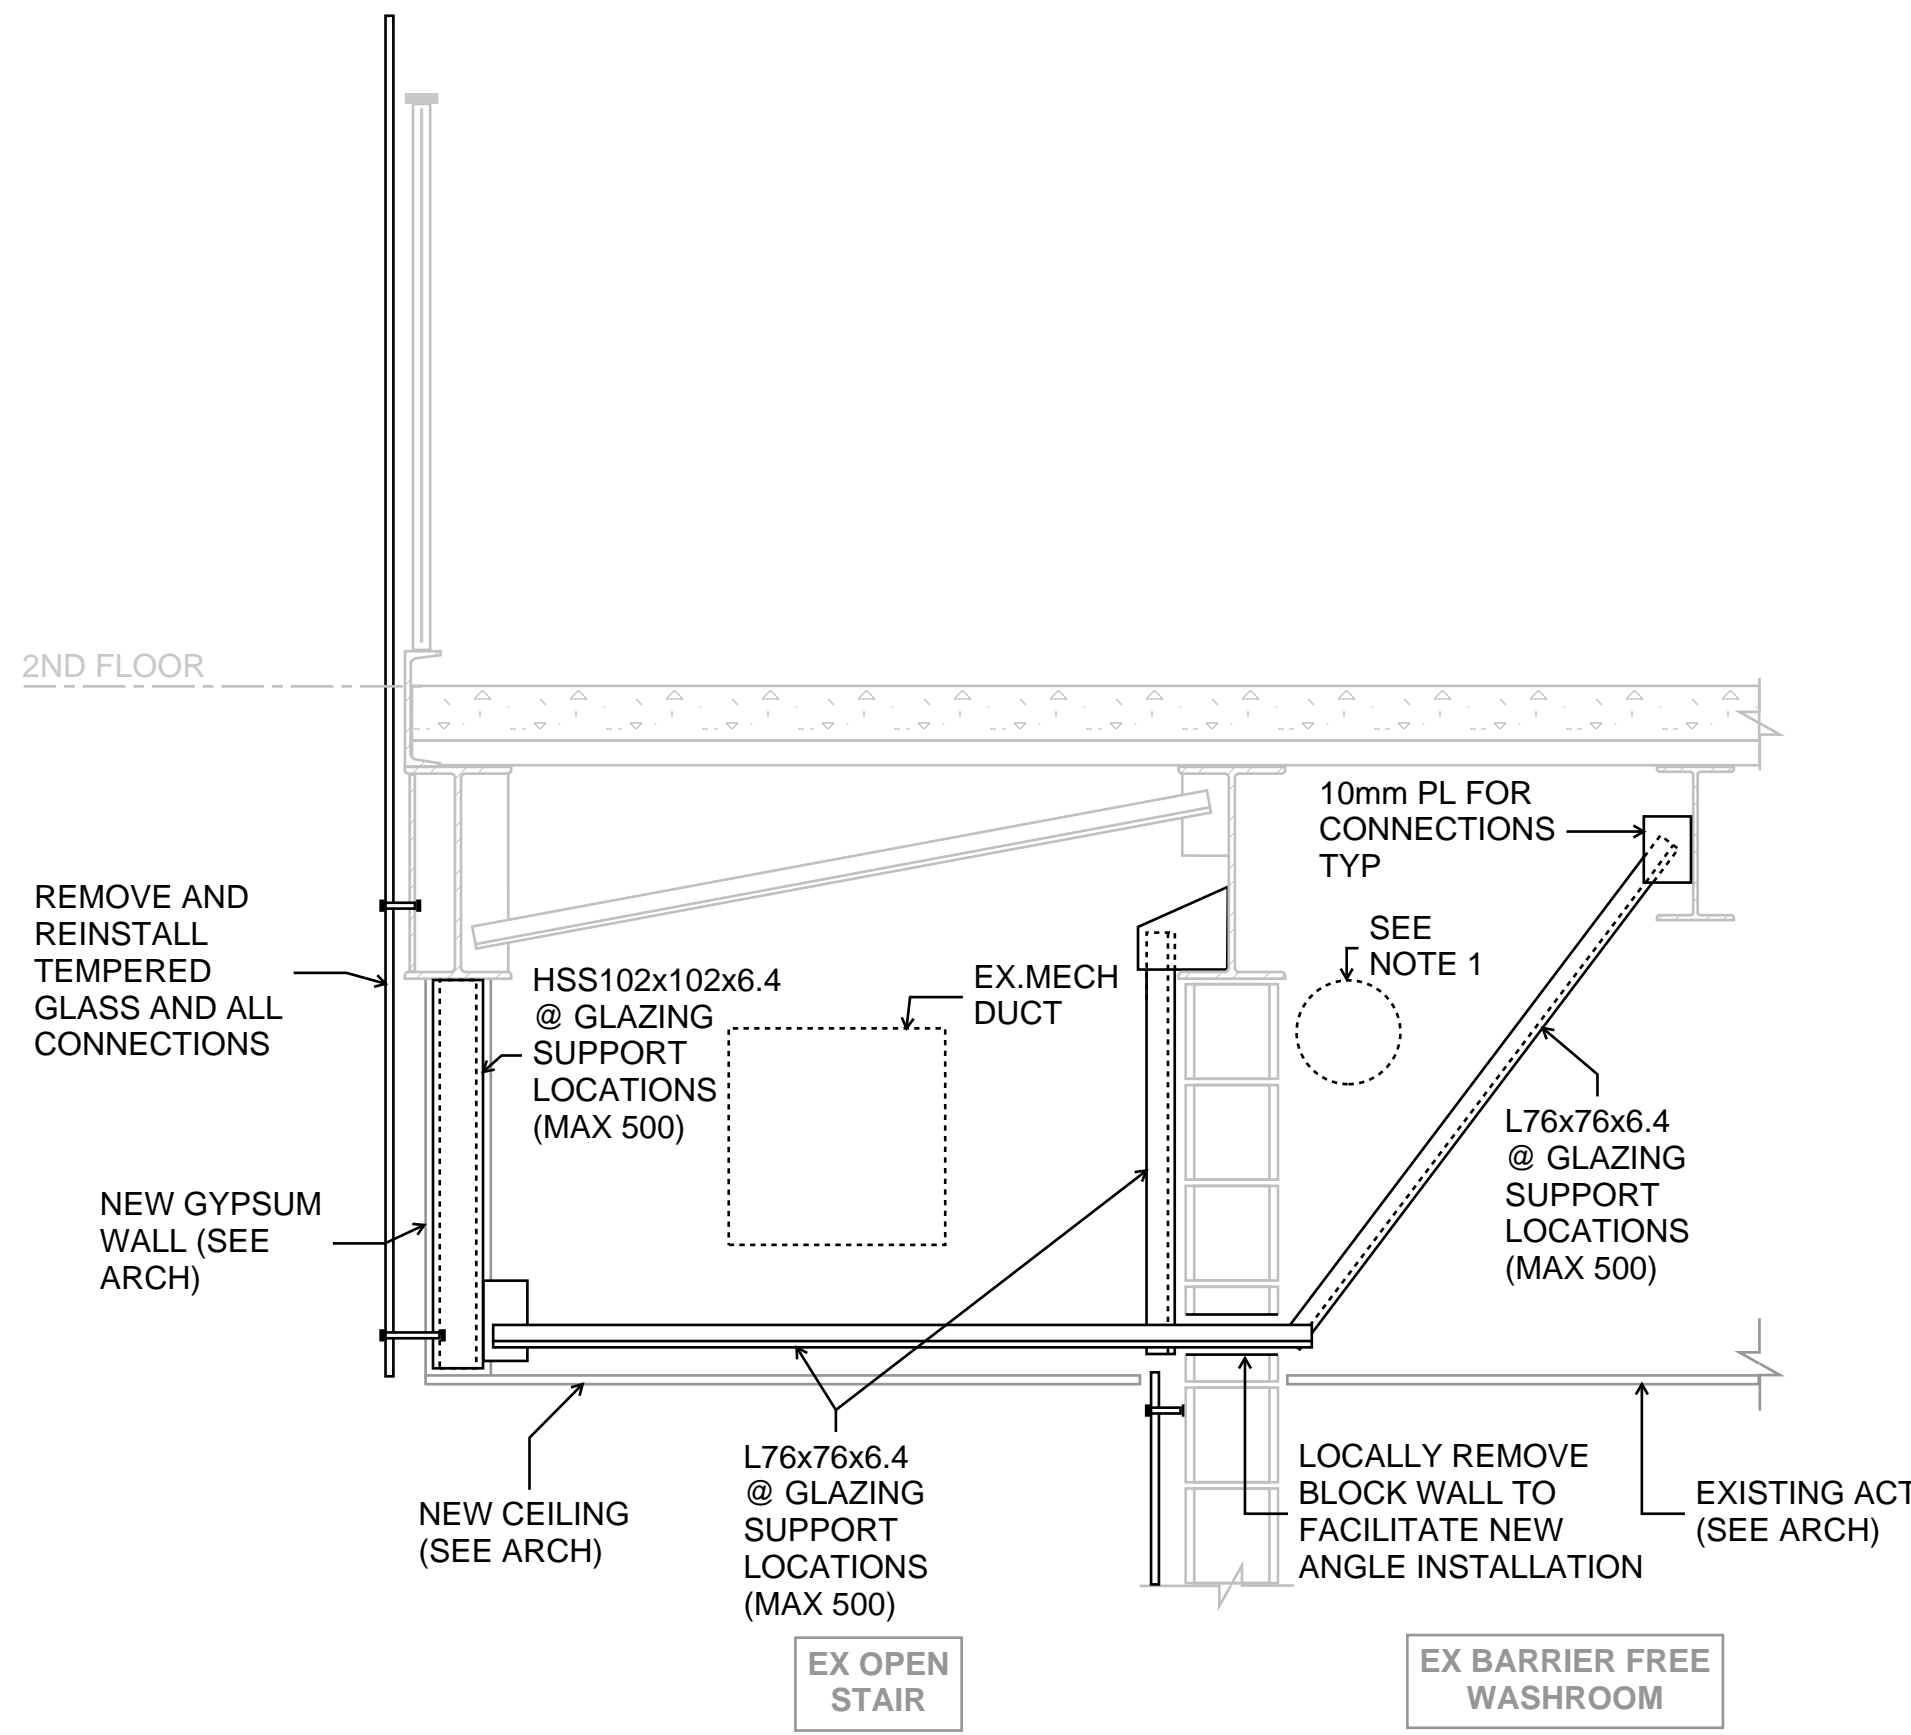 2ND FLOOR
10mm PL FOR
CONNECTIONS
TYP
REMOVE AND
REINSTALL
TEMPERED
GLASS AND ALL
CONNECTIONS
HSS102x102x6.4
@ GLAZING
SUPPORT
LOCATIONS
(MAX 500)
EX.MECH
DUCT
SEE
NOTE 1
L76x76x6.4
@ GLAZING
SUPPORT
LOCATIONS
(MAX 500)
NEW GYPSUM
WALL (SEE
ARCH)
NEW CEILING
(SEE ARCH)
L76x76x6.4
@ GLAZING
SUPPORT
LOCATIONS
(MAX 500)
LOCALLY REMOVE
BLOCK WALL TO
FACILITATE NEW
ANGLE INSTALLATION
EXISTING ACT
(SEE ARCH)
EX OPEN
STAIR
EX BARRIER FREE
WASHROOM